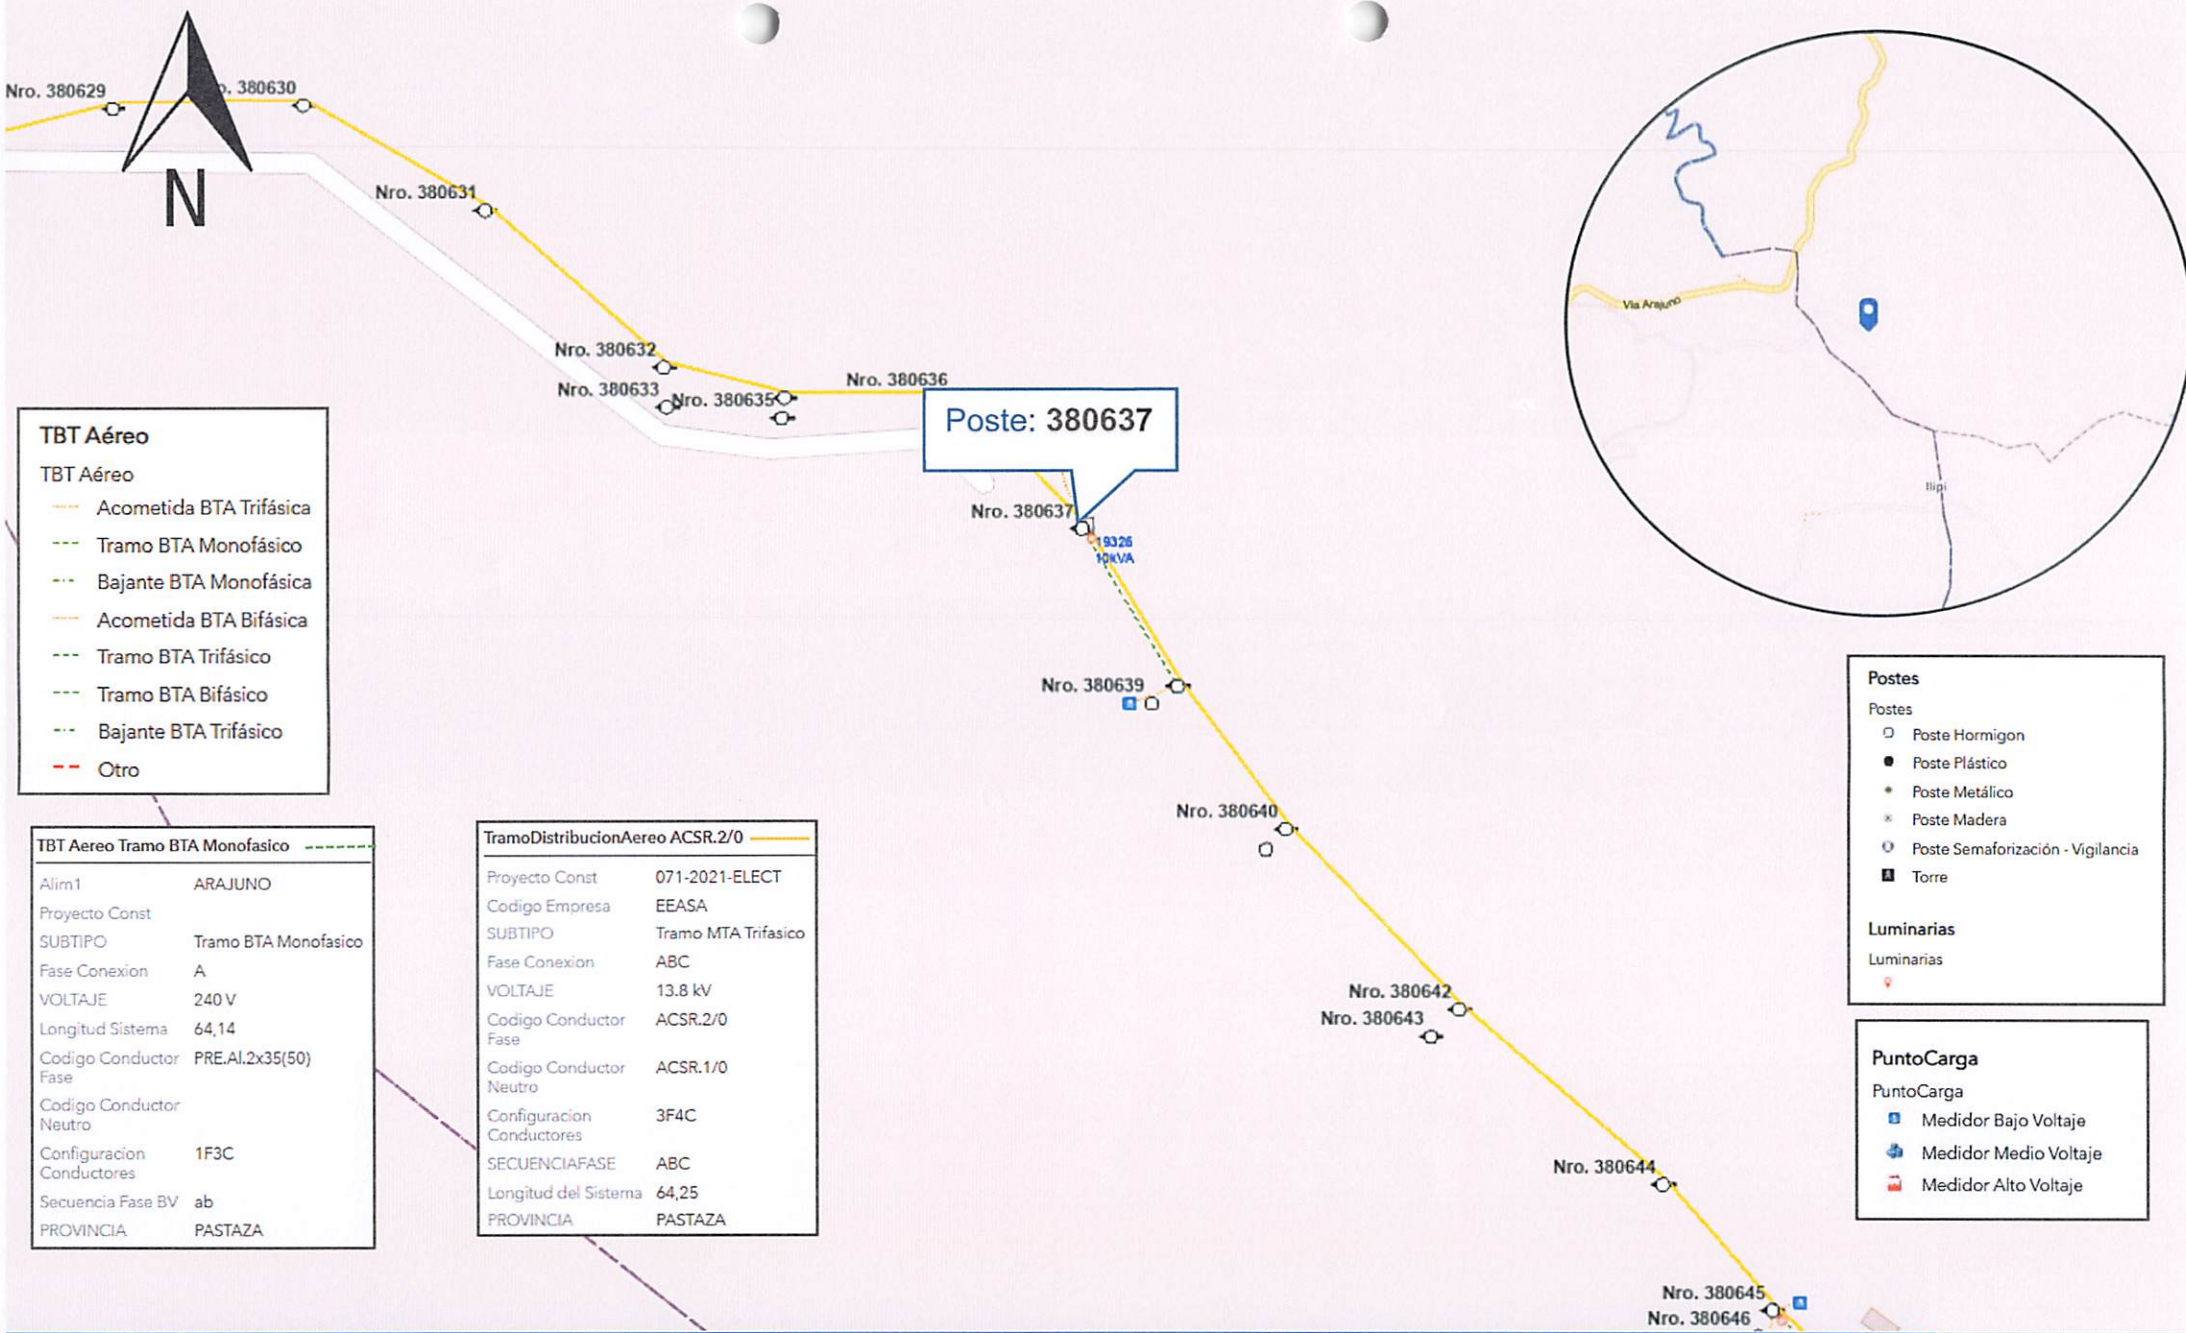 Nro. 380629
o. 380630
N
Nro. 380631
Nro. 380632
Nro. 380633
Nro. 380635
Nro. 380636
Poste: 380637
Nro. 380637
19326
10kVA
Nro. 380639
Nro. 380640
Nro. 380642
Nro. 380643
Nro. 380644
Nro. 380645
Nro. 380646
Via Arajuno
Ilipi
TBT Aéreo
TBT Aéreo
Acometida BTA Trifásica
Tramo BTA Monofásico
Bajante BTA Monofásica
Acometida BTA Bifásica
Tramo BTA Trifásico
Tramo BTA Bifásico
Bajante BTA Trifásico
Otro
TBT Aereo Tramo BTA Monofasico
Alim1 ARAJUNO
Proyecto Const
SUBTIPO Tramo BTA Monofasico
Fase Conexion A
VOLTAJE 240 V
Longitud Sistema 64,14
Codigo Conductor PRE.Al.2x35(50)
Fase
Codigo Conductor
Neutro
Configuracion 1F3C
Conductores
Secuencia Fase BV ab
PROVINCIA PASTAZA
TramoDistribucionAereo ACSR.2/0
Proyecto Const 071-2021-ELECT
Codigo Empresa EEASA
SUBTIPO Tramo MTA Trifasico
Fase Conexion ABC
VOLTAJE 13.8 kV
Codigo Conductor ACSR.2/0
Fase
Codigo Conductor ACSR.1/0
Neutro
Configuracion 3F4C
Conductores
SECUENCIAFASE ABC
Longitud del Sistema 64,25
PROVINCIA PASTAZA
Postes
Postes
Poste Hormigon
Poste Plástico
Poste Metálico
Poste Madera
Poste Semaforización - Vigilancia
Torre
Luminarias
Luminarias
PuntoCarga
PuntoCarga
Medidor Bajo Voltaje
Medidor Medio Voltaje
Medidor Alto Voltaje